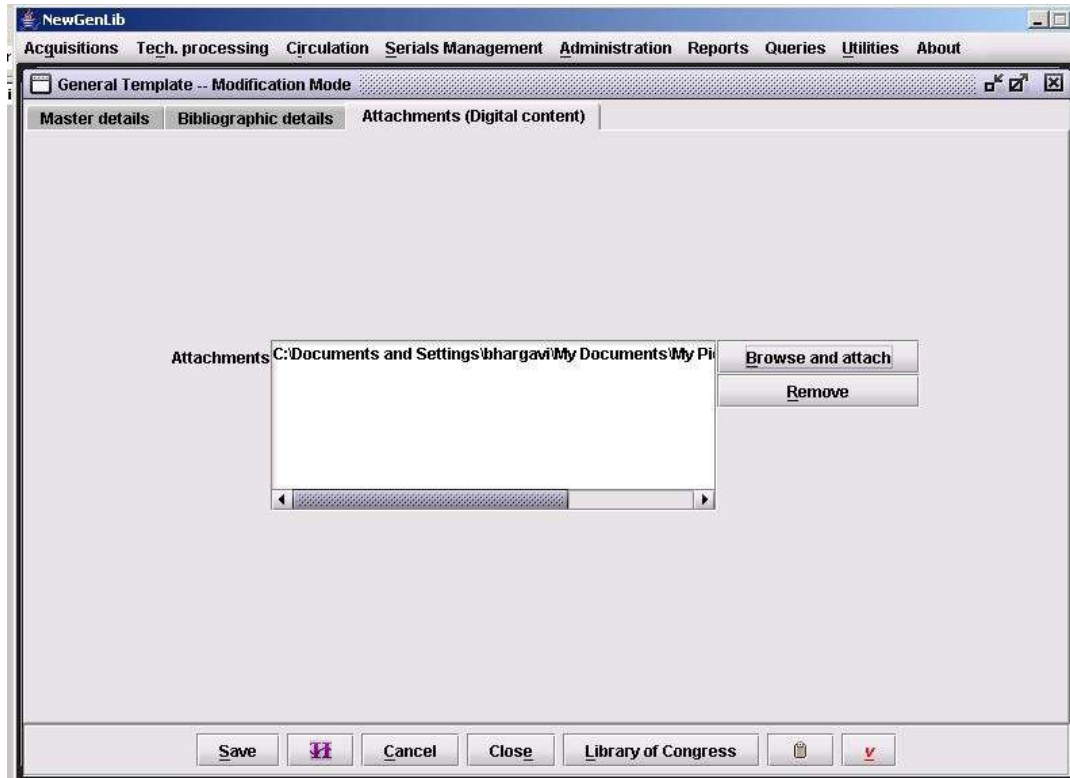 NewGenLib
Acquisitions Tech. processing Circulation Serials Management Administration Reports Queries Utilities About
General Template -- Modification Mode
Master details Bibliographic details Attachments (Digital content)
Attachments C:\Documents and Settings\bhargavi\My Documents\My Pi Browse and attach
Remove
Save H Cancel Close Library of Congress v